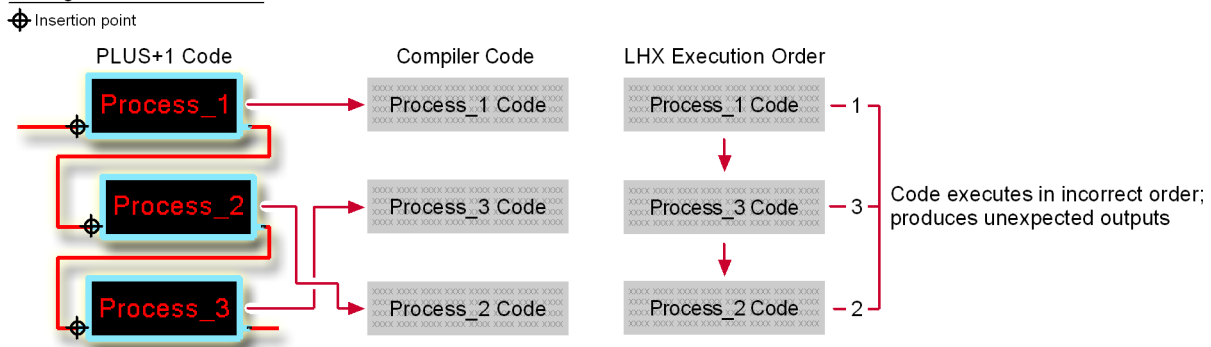 Insertion point
PLUS+1 Code
Compiler Code
LHX Execution Order
Process_1
Process_1 Code
Process_1 Code
1
Process_2
Process_3 Code
Process_3 Code
3
Code executes in incorrect order;
produces unexpected outputs
Process_3
Process_2 Code
Process_2 Code
2